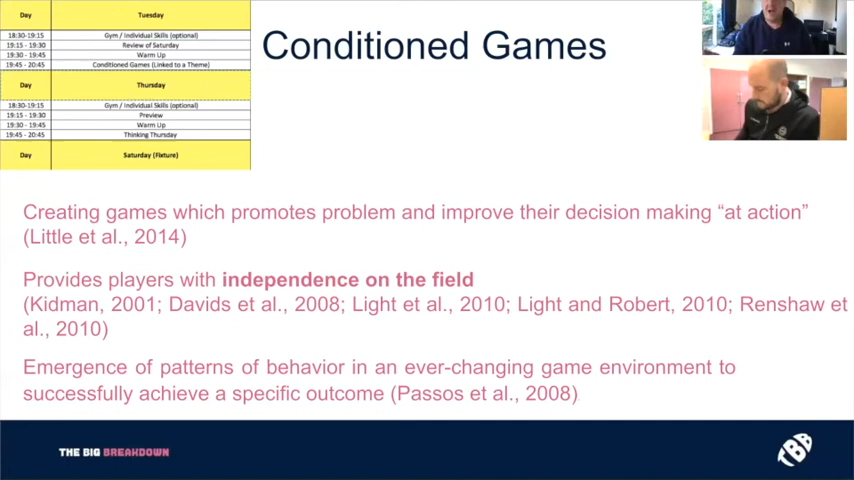 Day Tuesday
18:30-19:15 Gym / Individual Skills (optional)
19:15 - 19:30 Review of Saturday
19:30 - 19:45 Warm Up
19:45 - 20:45 Conditioned Games (Linked to a Theme)
Day Thursday
18:30-19:15 Gym / Individual Skills (optional)
19:15 - 19:30 Preview
19:30 - 19:45 Warm Up
19:45 - 20:45 Thinking Thursday
Day Saturday (Fixture)
Conditioned Games
Creating games which promotes problem and improve their decision making “at action”
(Little et al., 2014)
Provides players with independence on the field
(Kidman, 2001; Davids et al., 2008; Light et al., 2010; Light and Robert, 2010; Renshaw et
al., 2010)
Emergence of patterns of behavior in an ever-changing game environment to
successfully achieve a specific outcome (Passos et al., 2008)
THE BIG BREAKDOWN
TBB